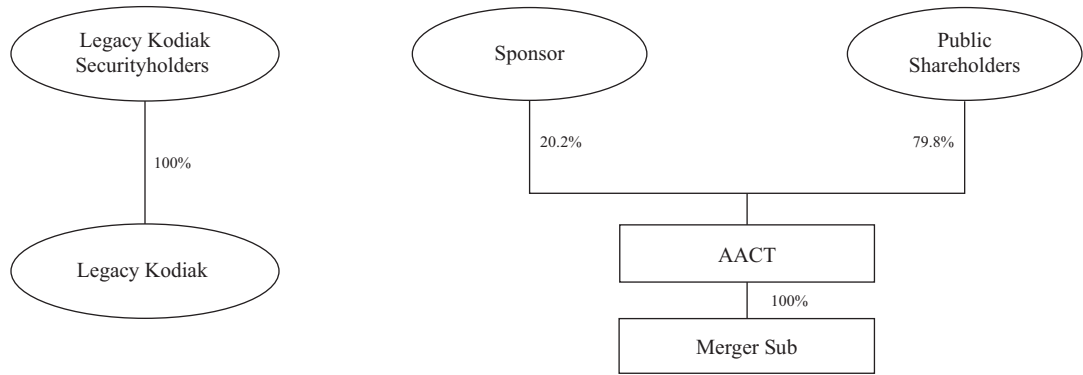 Legacy Kodiak
Securityholders
100%
Legacy Kodiak
Sponsor
Public
Shareholders
20.2%
79.8%
AACT
100%
Merger Sub